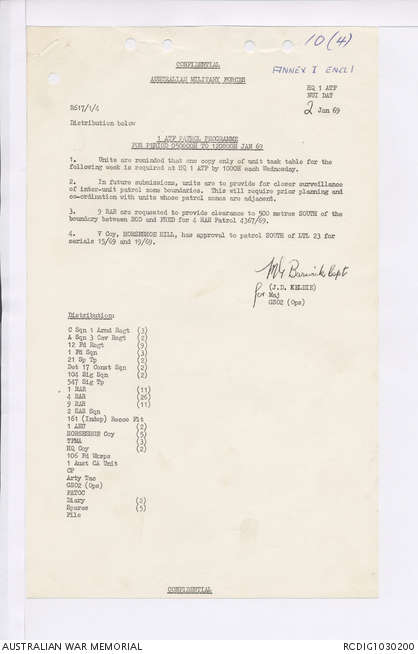 10(4)
CONFIDENTIAL
ANNEX I ENCL 1
AUSTRALIAN MILITARY FORCES
HQ 1 ATF
NUI DAT
R617/1/4
2 Jan 69
Distribution below
1 ATF PATROL PROGRAMME
FOR PERIOD 050800H TO 120800H JAN 69
1. Units are reminded that one copy only of unit task table for the
following week is required at HQ 1 ATF by 1000H each Wednesday.
2. In future submissions, units are to provide for closer surveillance
of inter-unit patrol zone boundaries. This will require prior planning and
co-ordination with units whose patrol zones are adjacent.
3. 9 RAR are requested to provide clearance to 500 metres SOUTH of the
boundary between and FRED for 4 RAR Patrol 4367/69.
4. V Coy, HORSESHOE HILL, has approval to patrol SOUTH of LTL 23 for
serials 15/69 and 19/69.
Capt
(J.D. KELDIE)
for Maj
GSO2 (Ops)
Distribution:
C Sqn 1 Armd Regt (3)
A Sqn 3 Cav Regt (2)
12 Fd Regt (9)
1 Fd Sqn (3)
21 Sp Tp (2)
Det 17 Const Sqn (2)
104 Sig Sqn (2)
547 Sig Tp
1 RAR (11)
4 RAR (26)
9 RAR (11)
2 SAS Sqn
161 (Indep) Recce Flt
1 ARU (2)
HORSESHOE Coy (5)
TFMA (3)
HQ Coy (2)
106 Fd Wksps
1 Aust CA Unit
CP
Arty Tac
GSO2 (Ops)
FETOC
Diary (3)
Spares (5)
File
CONFIDENTIAL
AUSTRALIAN WAR MEMORIAL
RCDIG1030200